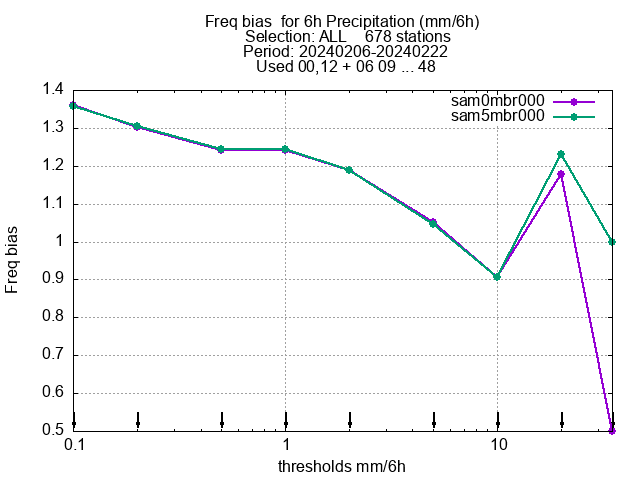 Freq bias  for 6h Precipitation (mm/6h)
Selection: ALL    678 stations
Period: 20240206-20240222
Used 00,12 + 06 09 ... 48
sam0mbr000
sam5mbr000
1.4
1.3
1.2
1.1
1
0.9
0.8
0.7
0.6
0.5
Freq bias
0.1 1 10
thresholds mm/6h